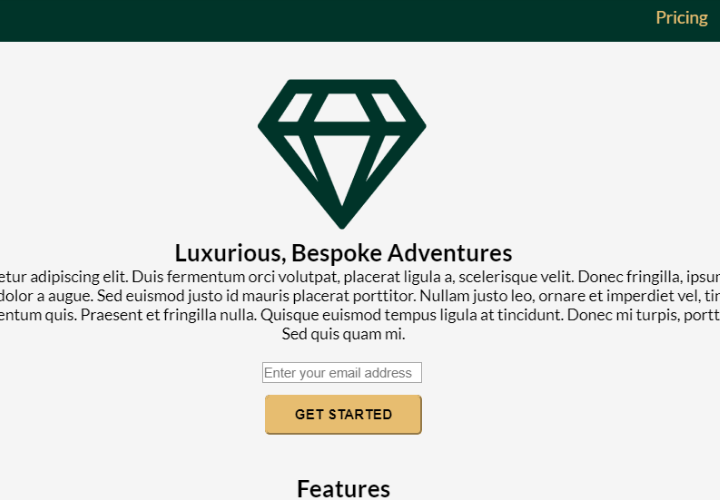 Pricing
Luxurious, Bespoke Adventures
etur adipiscing elit. Duis fermentum orci volutpat, placerat ligula a, scelerisque velit. Donec fringilla, ipsum
dolor a augue. Sed euismod justo id mauris placerat porttitor. Nullam justo leo, ornare et imperdiet vel,
entum quis. Praesent et fringilla nulla. Quisque euismod tempus ligula at tincidunt. Donec mi turpis,
Sed quis quam mi.
Enter your email address
GET STARTED
Features